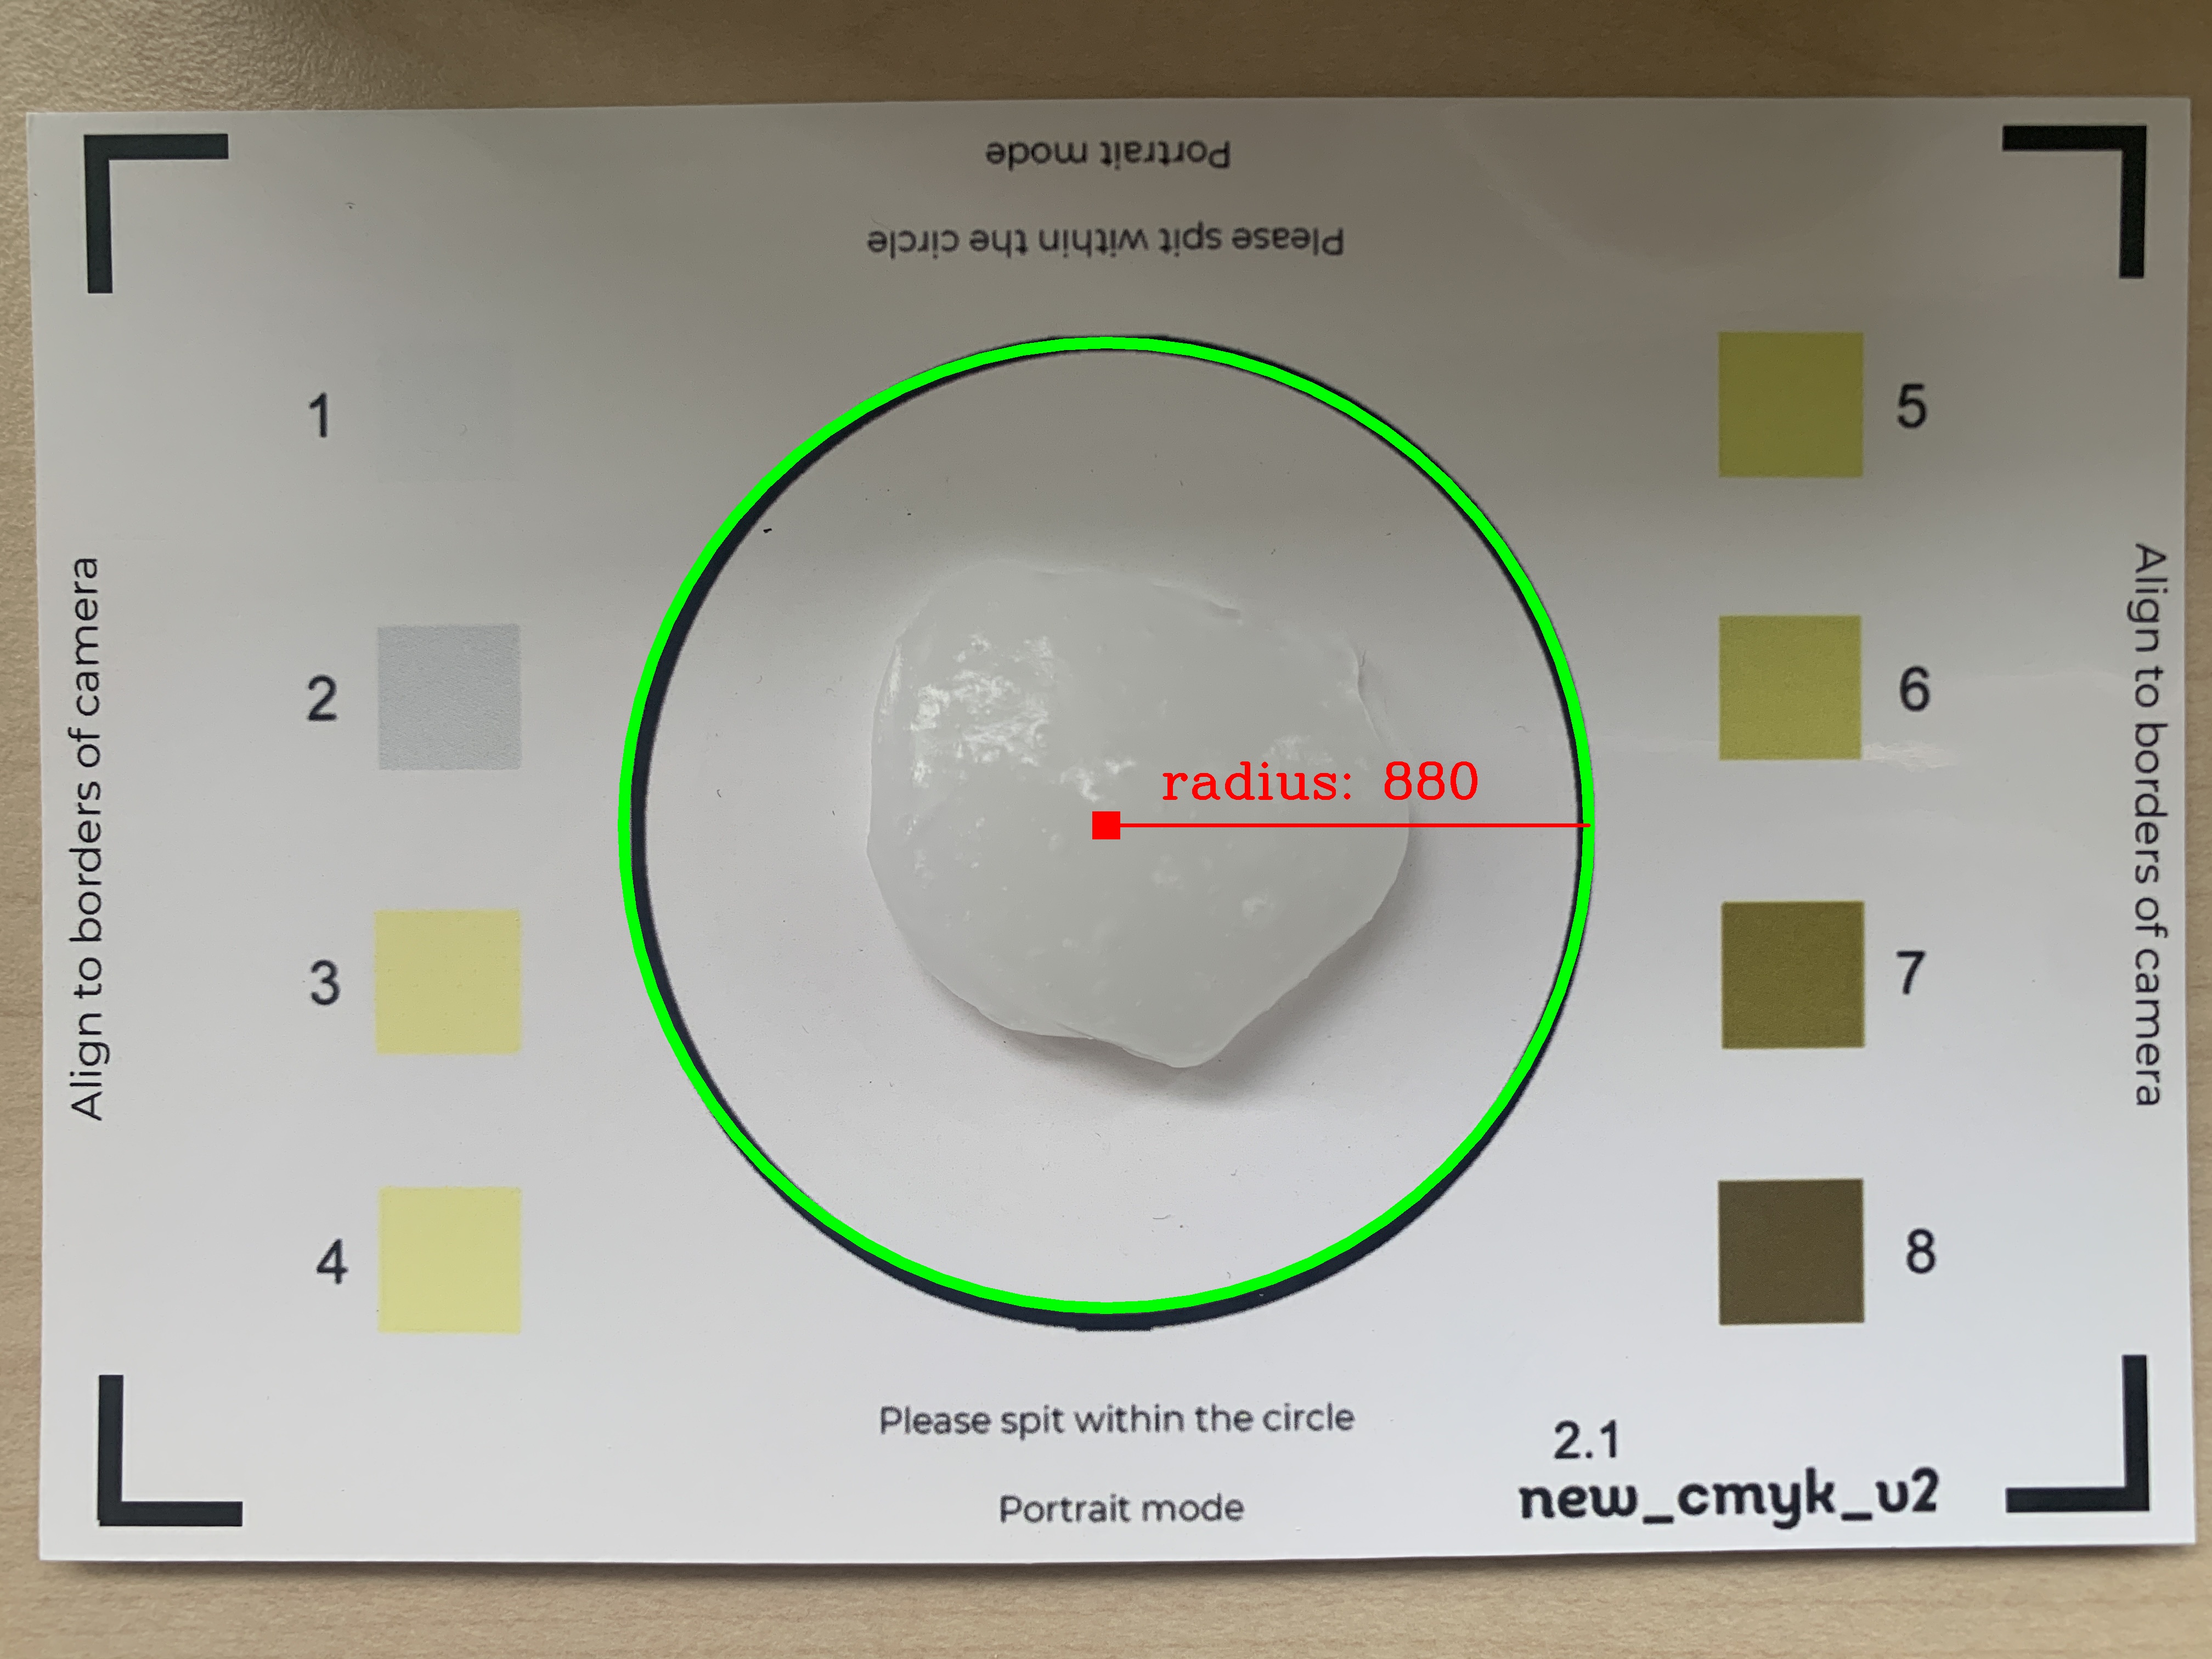 Portrait mode
Please spit within the circle
1
2
3
4
5
6
7
8
Align to borders of camera
Align to borders of camera
radius: 880
Please spit within the circle
Portrait mode
2.1
new_cmyk_v2